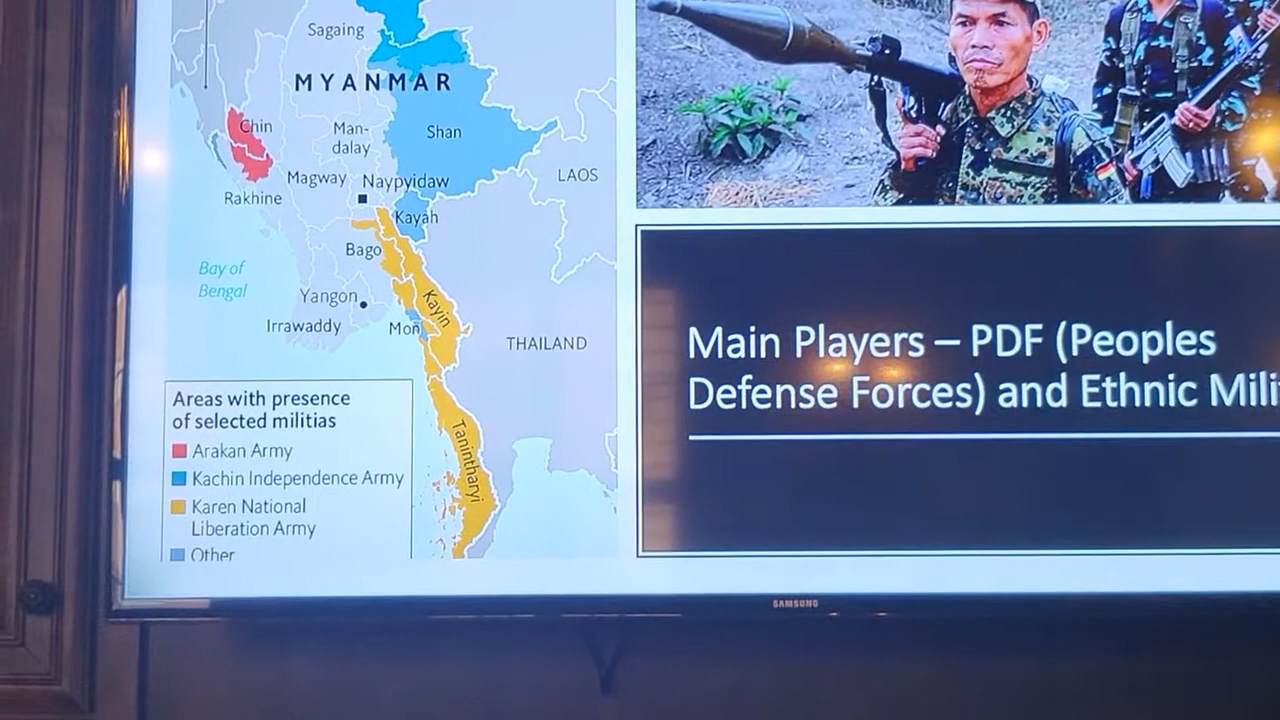 Sagaing
MYANMAR
Chin
Man-
dalay
Shan
Magway
Naypyidaw
LAOS
Rakhine
Kayah
Bago
Bay of
Bengal
Yangon
Kayin
Irrawaddy
Mon
THAILAND
Tanintharyi
Areas with presence
of selected militias
Arakan Army
Kachin Independence Army
Karen National
Liberation Army
Other
Main Players – PDF (Peoples
Defense Forces) and Ethnic Mili
SAMSUNG